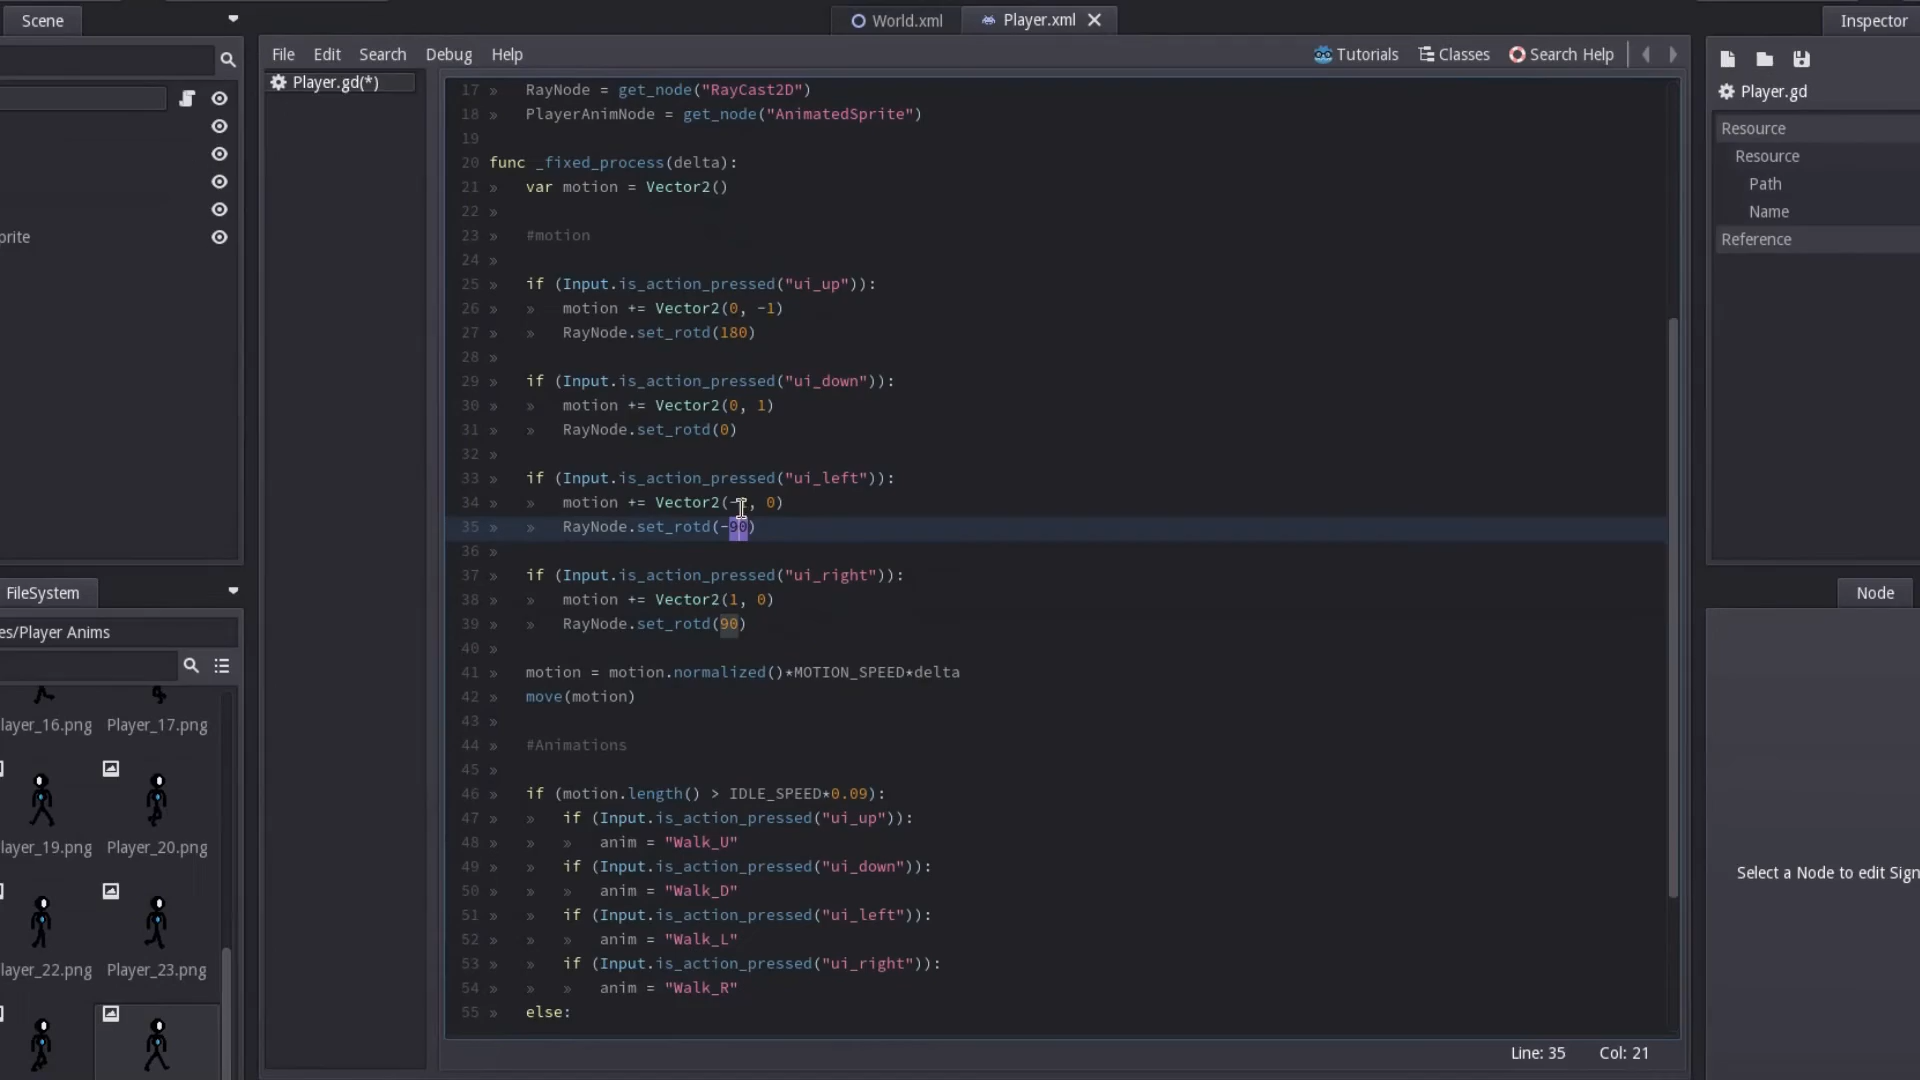 Scene
World.xml
Player.xml
Inspector
File Edit Search Debug Help
Tutorials Classes Search Help
Player.gd(*)
Player.gd
Resource
Resource
Path
Name
Reference
prite
17 » RayNode = get_node("RayCast2D")
18 » PlayerAnimNode = get_node("AnimatedSprite")
19
20 func _fixed_process(delta):
21 » var motion = Vector2()
22 »
23 » #motion
24 »
25 » if (Input.is_action_pressed("ui_up")):
26 » » motion += Vector2(0, -1)
27 » » RayNode.set_rotd(180)
28 »
29 » if (Input.is_action_pressed("ui_down")):
30 » » motion += Vector2(0, 1)
31 » » RayNode.set_rotd(0)
32 »
33 » if (Input.is_action_pressed("ui_left")):
34 » » motion += Vector2(-, 0)
35 » » RayNode.set_rotd(-90)
36 »
37 » if (Input.is_action_pressed("ui_right")):
38 » » motion += Vector2(1, 0)
39 » » RayNode.set_rotd(90)
40 »
41 » motion = motion.normalized()*MOTION_SPEED*delta
42 » move(motion)
43 »
44 » #Animations
45 »
46 » if (motion.length() > IDLE_SPEED*0.09):
47 » » if (Input.is_action_pressed("ui_up")):
48 » » » anim = "Walk_U"
49 » » if (Input.is_action_pressed("ui_down")):
50 » » » anim = "Walk_D"
51 » » if (Input.is_action_pressed("ui_left")):
52 » » » anim = "Walk_L"
53 » » if (Input.is_action_pressed("ui_right")):
54 » » » anim = "Walk_R"
55 » else:
Line: 35 Col: 21
FileSystem
es/Player Anims
layer_16.png Player_17.png
layer_19.png Player_20.png
layer_22.png Player_23.png
Node
Select a Node to edit Sign